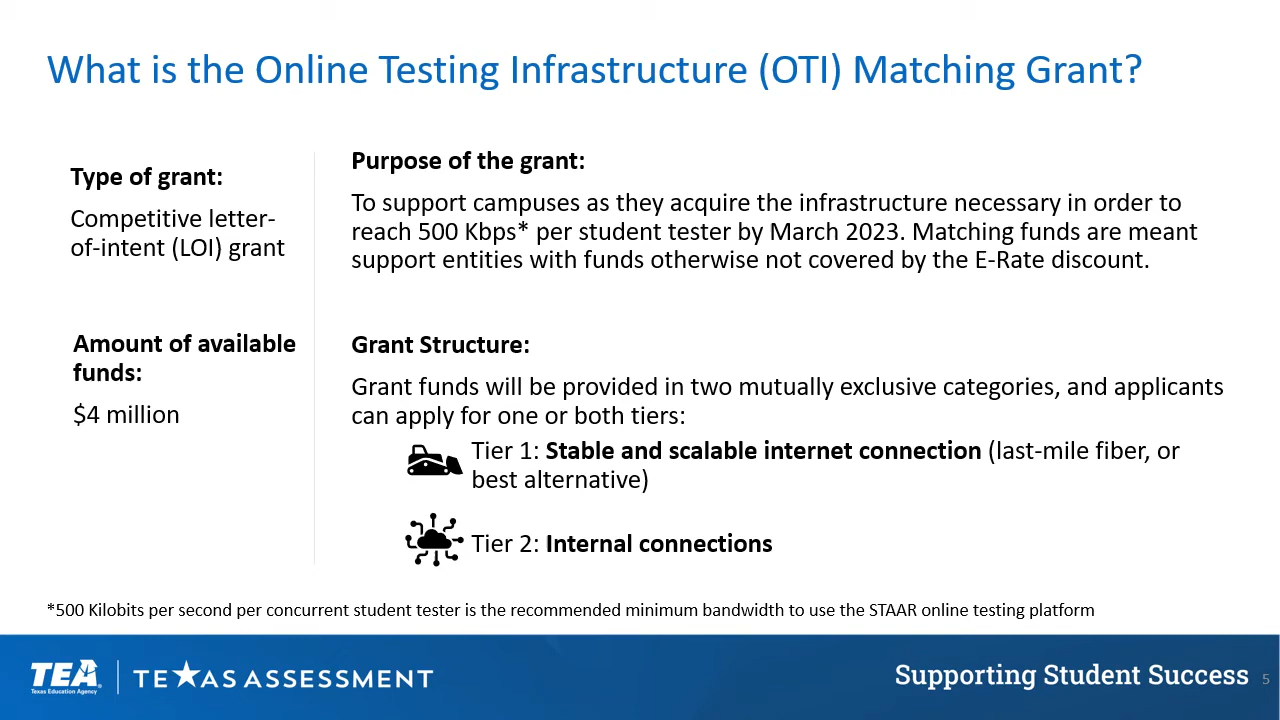 What is the Online Testing Infrastructure (OTI) Matching Grant?
Type of grant:
Competitive letter-
of-intent (LOI) grant
Amount of available
funds:
$4 million
Purpose of the grant:
To support campuses as they acquire the infrastructure necessary in order to
reach 500 Kbps* per student tester by March 2023. Matching funds are meant
support entities with funds otherwise not covered by the E-Rate discount.
Grant Structure:
Grant funds will be provided in two mutually exclusive categories, and applicants
can apply for one or both tiers:
Tier 1: Stable and scalable internet connection (last-mile fiber, or
best alternative)
Tier 2: Internal connections
*500 Kilobits per second per concurrent student tester is the recommended minimum bandwidth to use the STAAR online testing platform
TEA
Texas Education Agency
TEXAS ASSESSMENT
Supporting Student Success
5